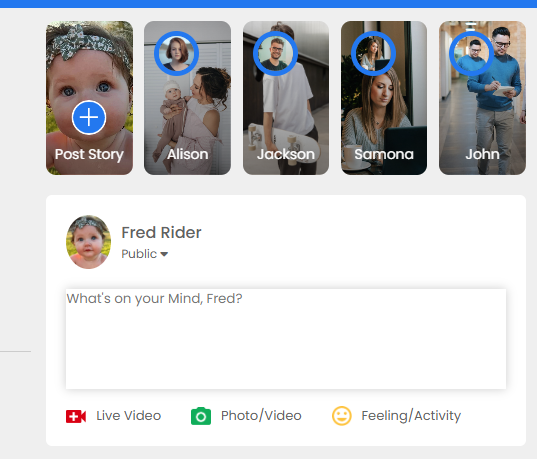 Post Story
Alison
Jackson
Samona
John
Fred Rider
Public
What's on your Mind, Fred?
Live Video
Photo/Video
Feeling/Activity